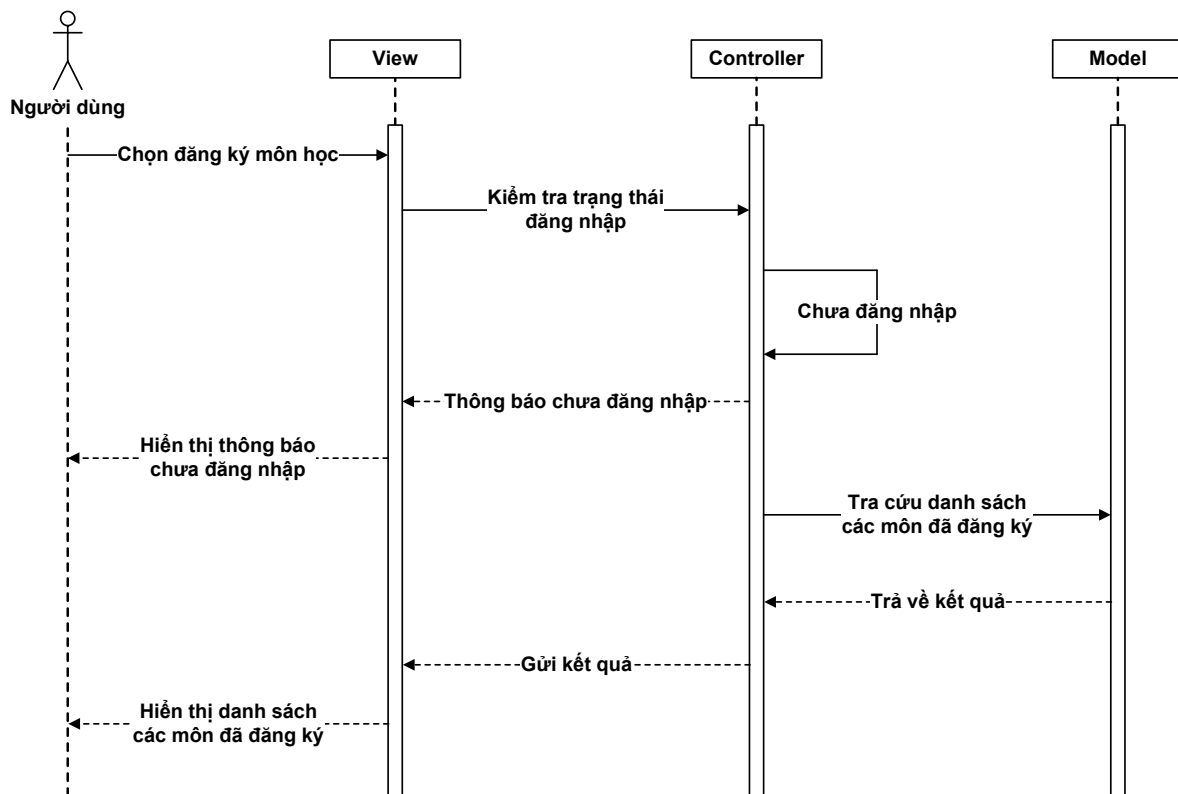 View
Controller
Model
Người dùng
Chọn đăng ký môn học
Kiểm tra trạng thái
đăng nhập
Chưa đăng nhập
Thông báo chưa đăng nhập
Hiển thị thông báo
chưa đăng nhập
Tra cứu danh sách
các môn đã đăng ký
Trả về kết quả
Gửi kết quả
Hiển thị danh sách
các môn đã đăng ký